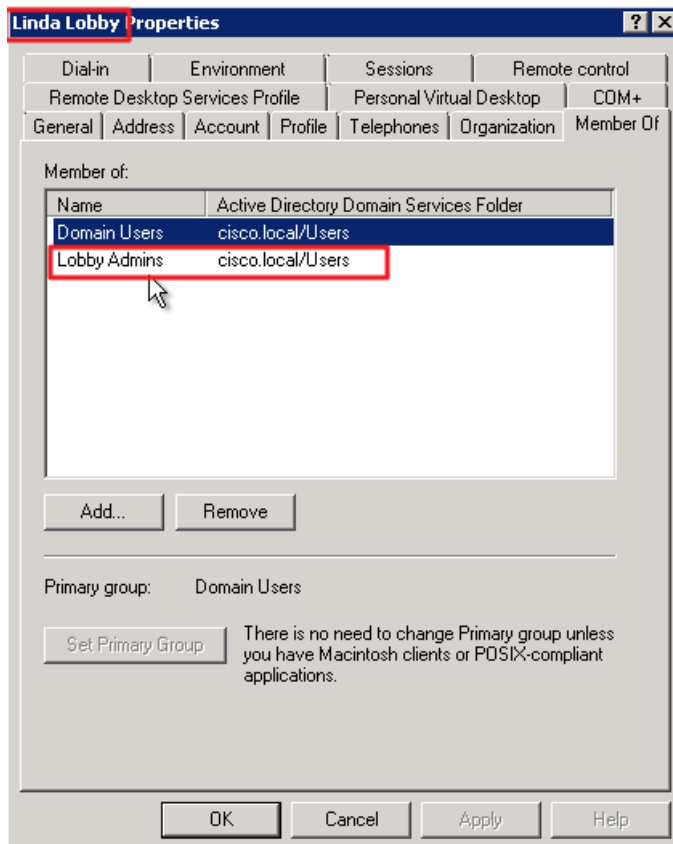 Linda Lobby Properties
Dial-in Environment Sessions Remote control
Remote Desktop Services Profile Personal Virtual Desktop COM+
General Address Account Profile Telephones Organization Member Of
Member of:
Name Active Directory Domain Services Folder
Domain Users cisco.local/Users
Lobby Admins cisco.local/Users
Add... Remove
Primary group: Domain Users
Set Primary Group
There is no need to change Primary group unless
you have Macintosh clients or POSIX-compliant
applications.
OK Cancel Apply Help